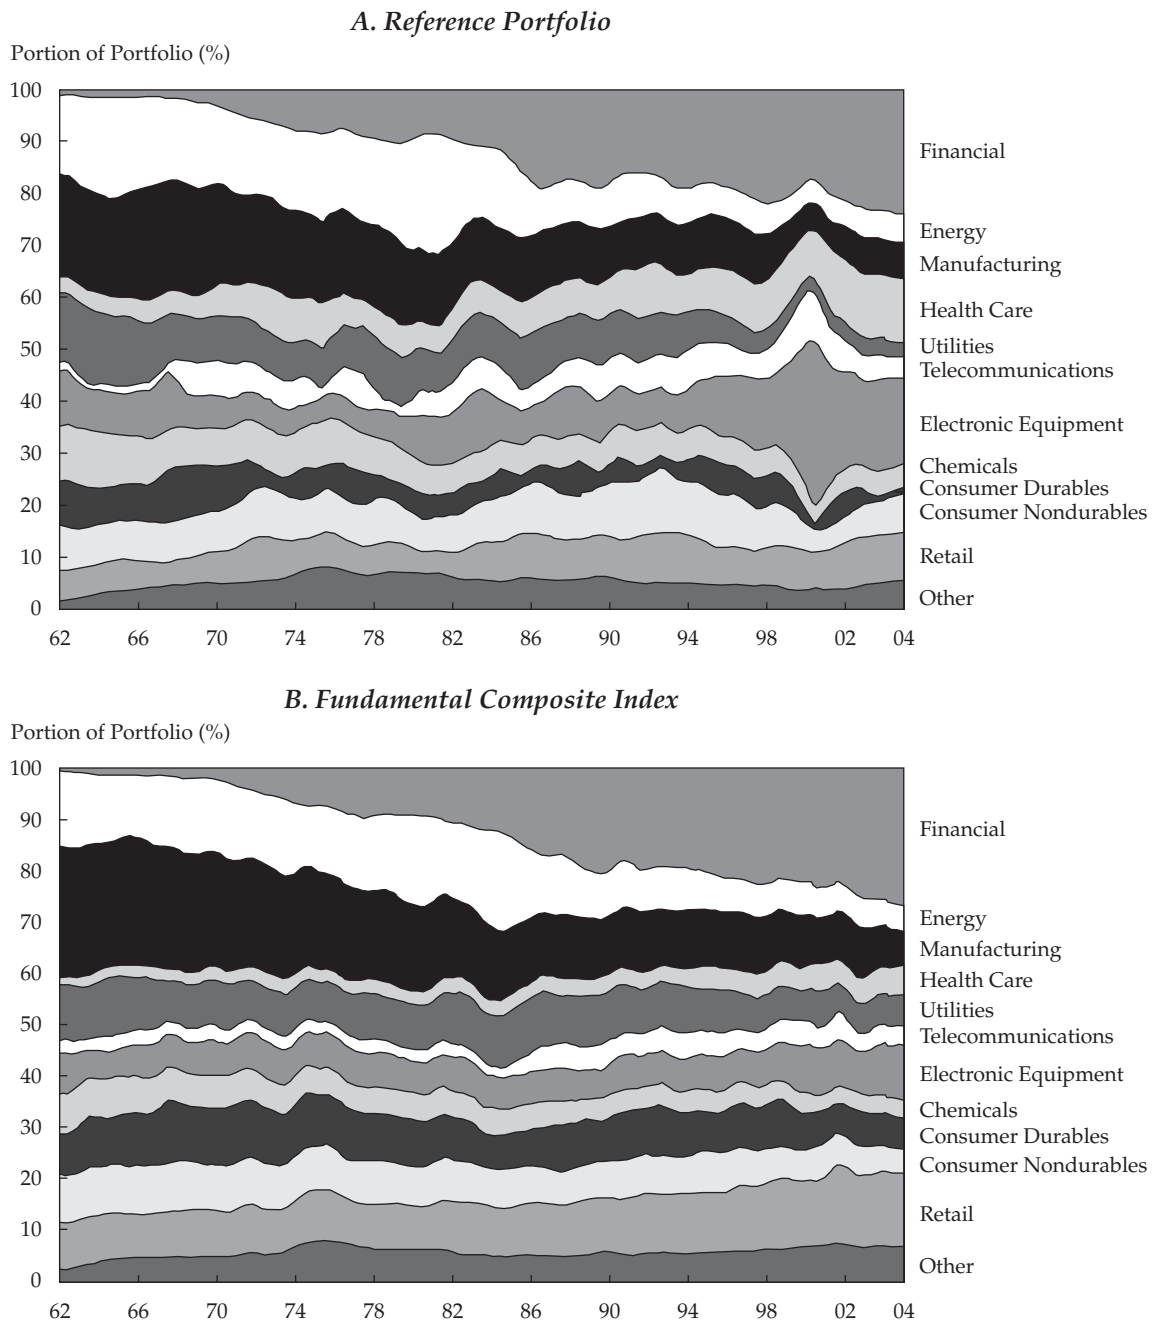 A. Reference Portfolio
Portion of Portfolio (%)
100
90
80
70
60
50
40
30
20
10
0
Financial
Energy
Manufacturing
Health Care
Utilities
Telecommunications
Electronic Equipment
Chemicals
Consumer Durables
Consumer Nondurables
Retail
Other
62 66 70 74 78 82 86 90 94 98 02 04
B. Fundamental Composite Index
Portion of Portfolio (%)
100
90
80
70
60
50
40
30
20
10
0
Financial
Energy
Manufacturing
Health Care
Utilities
Telecommunications
Electronic Equipment
Chemicals
Consumer Durables
Consumer Nondurables
Retail
Other
62 66 70 74 78 82 86 90 94 98 02 04